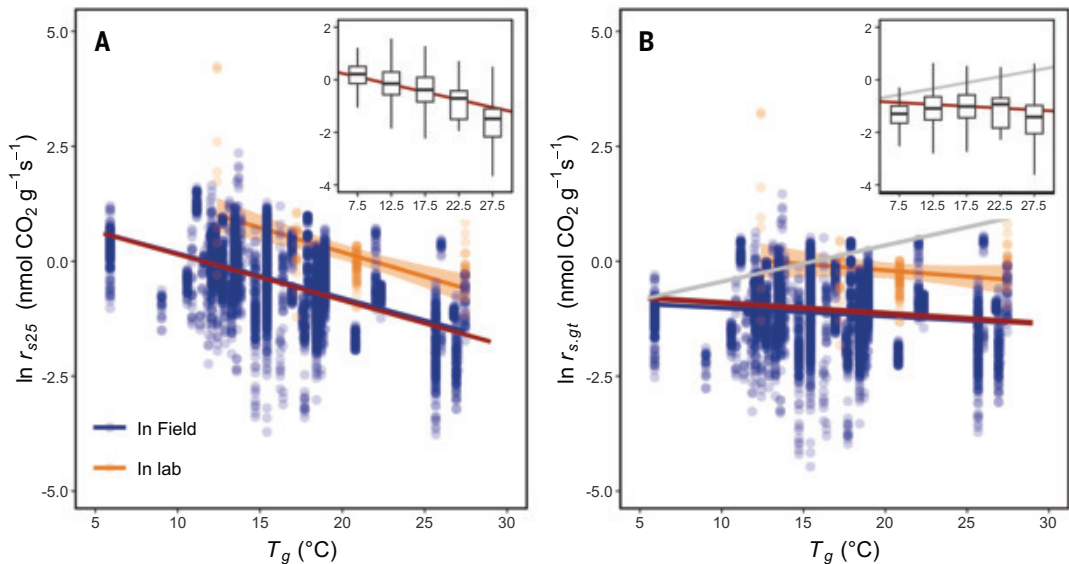 A
5.0
2.5
0.0
-2.5
-5.0
ln r_s25 (nmol CO₂ g⁻¹s⁻¹)
2
0
-2
-4
7.5 12.5 17.5 22.5 27.5
In Field
In lab
5 10 15 20 25 30
T_g (°C)
B
5.0
2.5
0.0
-2.5
-5.0
ln r_s.gt (nmol CO₂ g⁻¹s⁻¹)
2
0
-2
-4
7.5 12.5 17.5 22.5 27.5
5 10 15 20 25 30
T_g (°C)